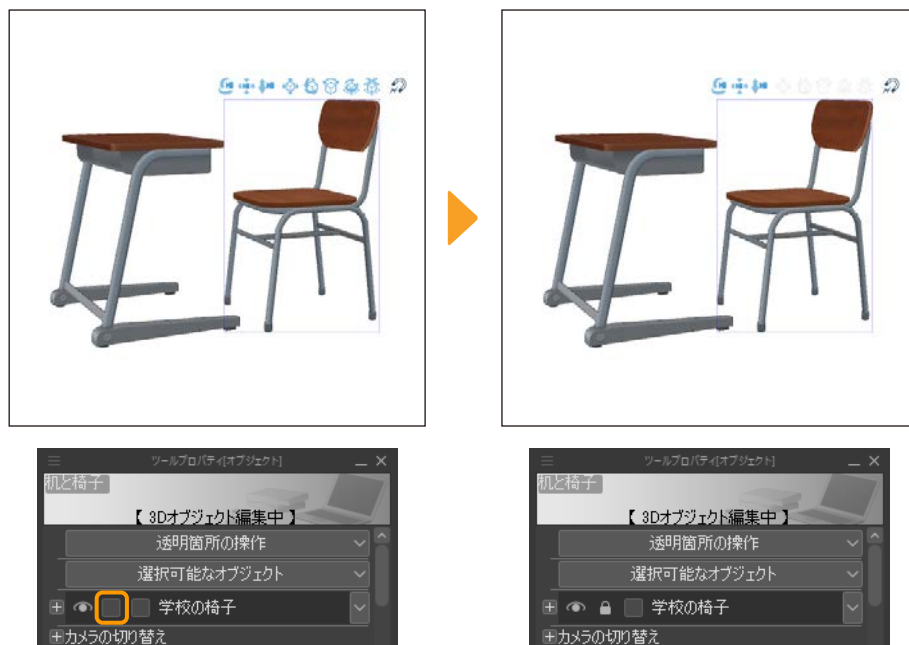 ツールプロパティ[オブジェクト]
机と椅子
【 3Dオブジェクト編集中 】
透明箇所の操作
選択可能なオブジェクト
学校の椅子
カメラの切り替え
ツールプロパティ[オブジェクト]
机と椅子
【 3Dオブジェクト編集中 】
透明箇所の操作
選択可能なオブジェクト
学校の椅子
カメラの切り替え